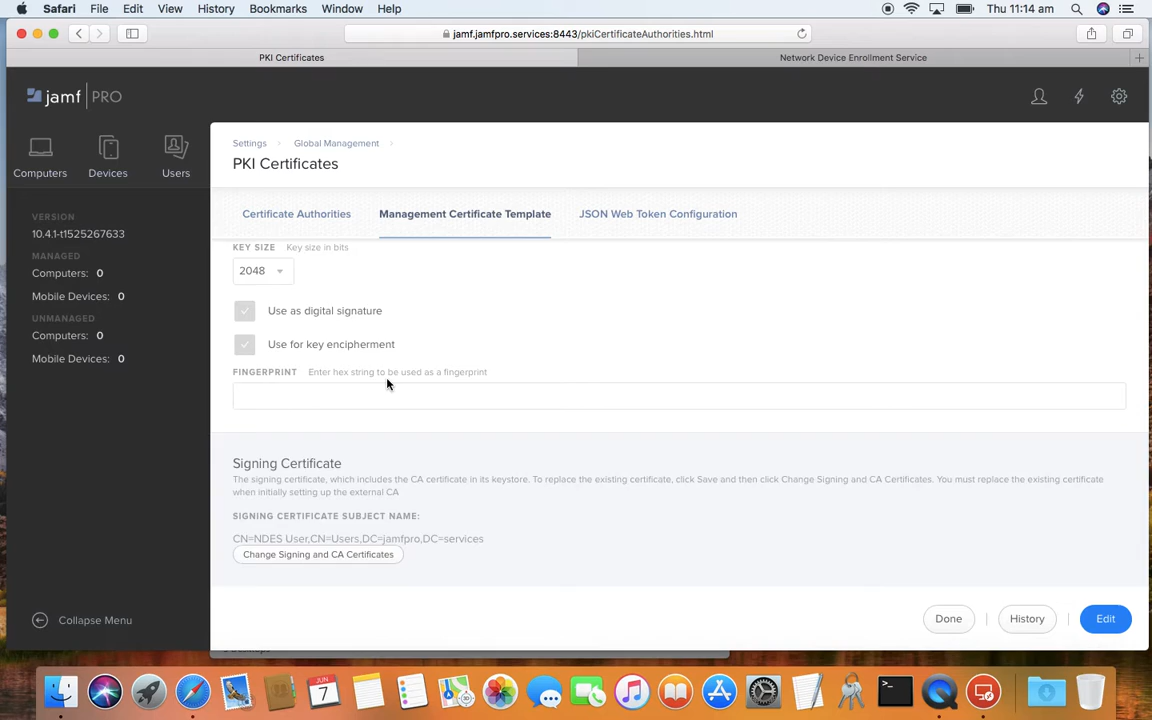 Safari File Edit View History Bookmarks Window Help Thu 11:14 am
jamf.jamfpro.services:8443/pkiCertificateAuthorities.html
PKI Certificates Network Device Enrollment Service
jamf PRO
Computers Devices Users
VERSION
10.4.1-t1525267633
MANAGED
Computers: 0
Mobile Devices: 0
UNMANAGED
Computers: 0
Mobile Devices: 0
Collapse Menu
Settings Global Management
PKI Certificates
Certificate Authorities Management Certificate Template JSON Web Token Configuration
KEY SIZE Key size in bits
2048
Use as digital signature
Use for key encipherment
FINGERPRINT Enter hex string to be used as a fingerprint
Signing Certificate
The signing certificate, which includes the CA certificate in its keystore. To replace the existing certificate, click Save and then click Change Signing and CA Certificates. You must replace the existing certificate
when initially setting up the external CA
SIGNING CERTIFICATE SUBJECT NAME:
CN=NDES User,CN=Users,DC=jamfpro,DC=services
Change Signing and CA Certificates
Done History Edit
JUN
7